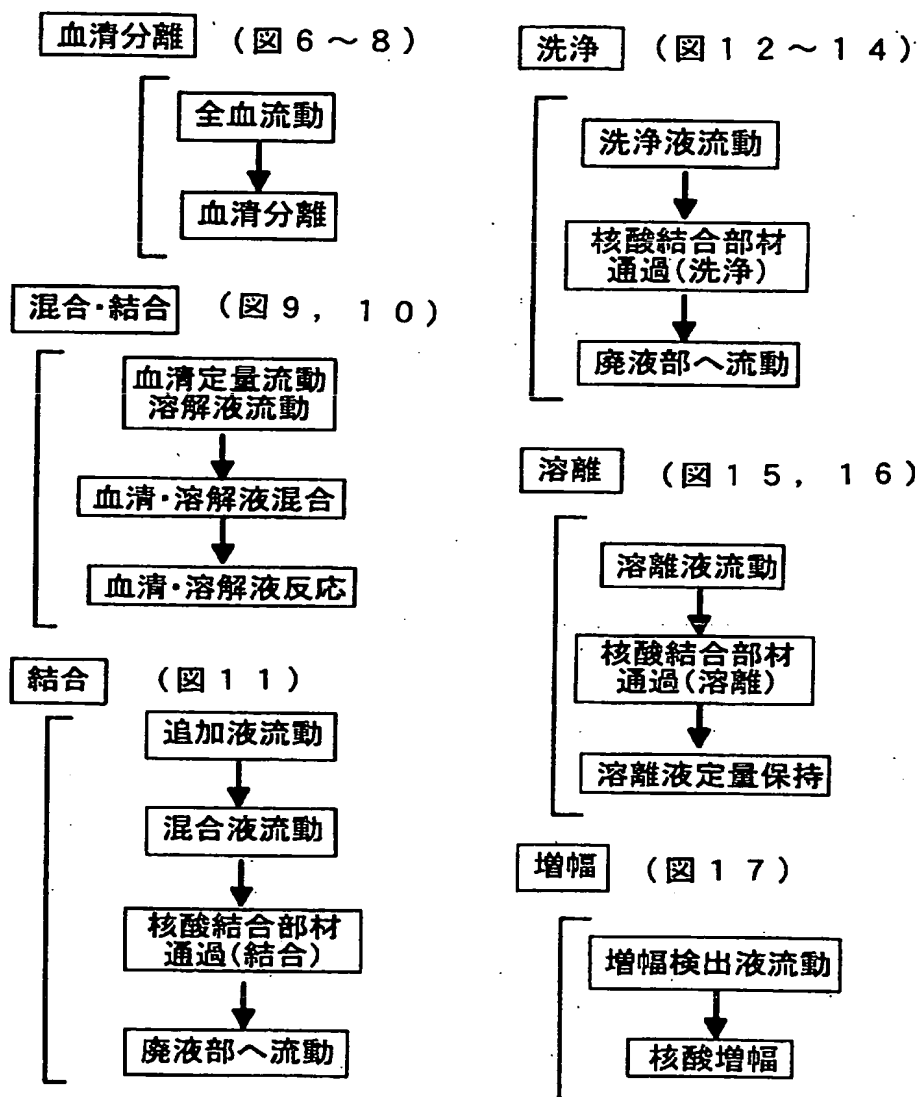 血清分離 (図6～8)
全血流動
血清分離
混合・結合 (図9, 10)
血清定量流動
溶解液流動
血清・溶解液混合
血清・溶解液反応
結合 (図11)
追加液流動
混合液流動
核酸結合部材
通過(結合)
廃液部へ流動
洗浄 (図12～14)
洗浄液流動
核酸結合部材
通過(洗浄)
廃液部へ流動
溶離 (図15, 16)
溶離液流動
核酸結合部材
通過(溶離)
溶離液定量保持
増幅 (図17)
増幅検出液流動
核酸増幅